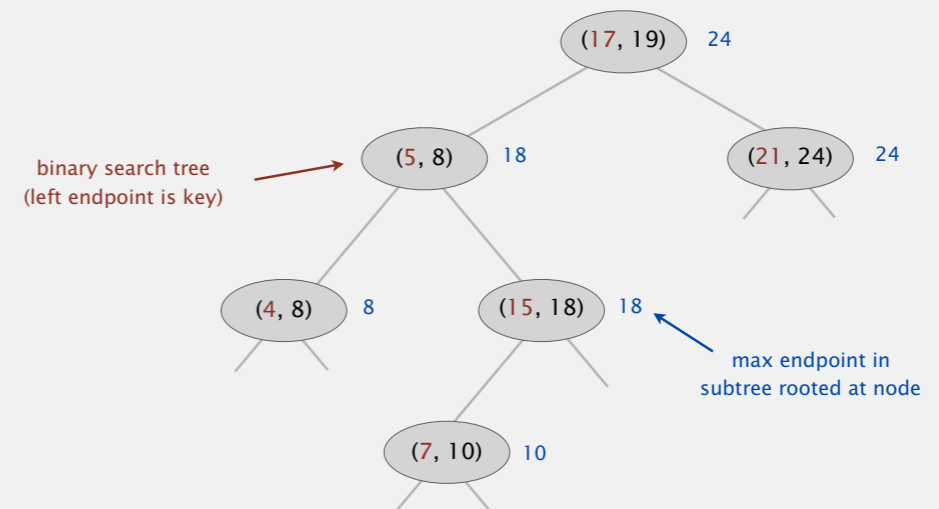 (17, 19) 24
(5, 8) 18
(21, 24) 24
binary search tree
(left endpoint is key)
(4, 8) 8
(15, 18) 18
max endpoint in
subtree rooted at node
(7, 10) 10